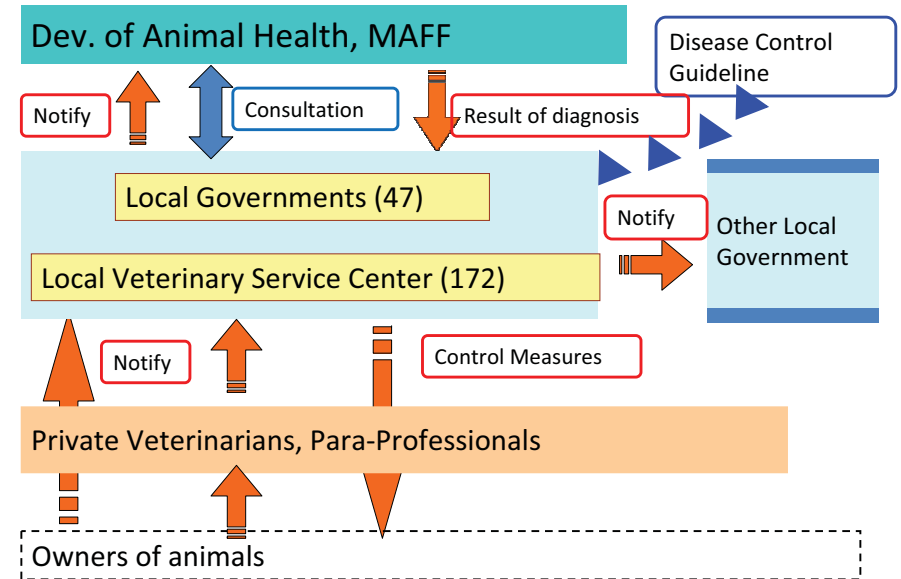 Dev. of Animal Health, MAFF
Disease Control
Guideline
Notify
Consultation
Result of diagnosis
Local Governments (47)
Notify
Other Local
Government
Local Veterinary Service Center (172)
Notify
Control Measures
Private Veterinarians, Para-Professionals
Owners of animals